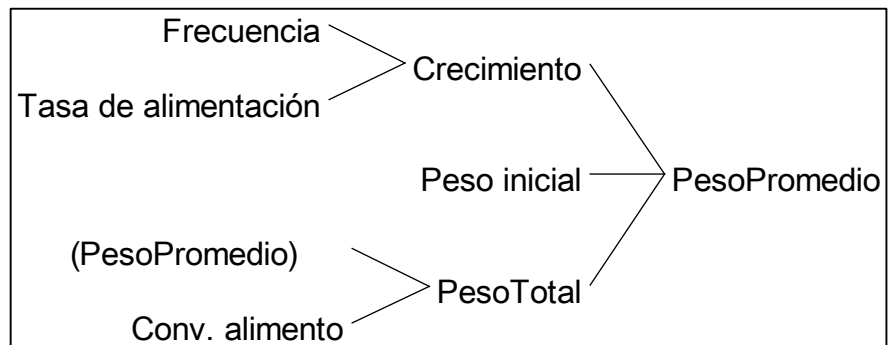 Frecuencia
Crecimiento
Tasa de alimentación
Peso inicial
PesoPromedio
(PesoPromedio)
PesoTotal
Conv. alimento